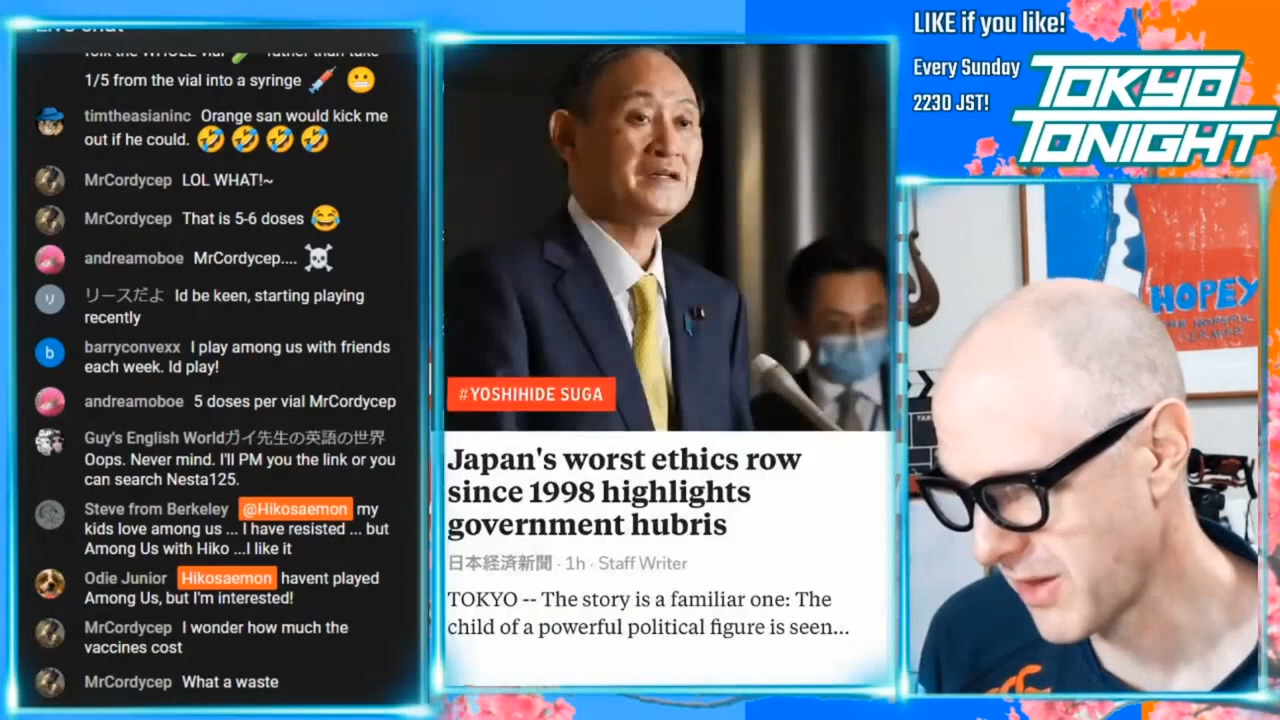 Live chat
1/5 from the vial into a syringe 💉 😬
timtheasianinc Orange san would kick me
out if he could. 🤣 🤣 🤣 🤣
MrCordycep LOL WHAT!~
MrCordycep That is 5-6 doses 😂
andreamoboe MrCordycep.... ☠️
リ
リースだよ Id be keen, starting playing
recently
b
barryconvexx I play among us with friends
each week. Id play!
andreamoboe 5 doses per vial MrCordycep
Guy's English Worldガイ先生の英語の世界
Oops. Never mind. I'll PM you the link or you
can search Nesta125.
Steve from Berkeley @Hikosaemon my
kids love among us ... I have resisted ... but
Among Us with Hiko ...I like it
Odie Junior Hikosaemon havent played
Among Us, but I'm interested!
MrCordycep I wonder how much the
vaccines cost
MrCordycep What a waste
#YOSHIHIDE SUGA
Japan's worst ethics row
since 1998 highlights
government hubris
日本経済新聞 · 1h · Staff Writer
TOKYO -- The story is a familiar one: The
child of a powerful political figure is seen...
LIKE if you like!
Every Sunday
2230 JST!
TOKYO
TONIGHT
HOPEY